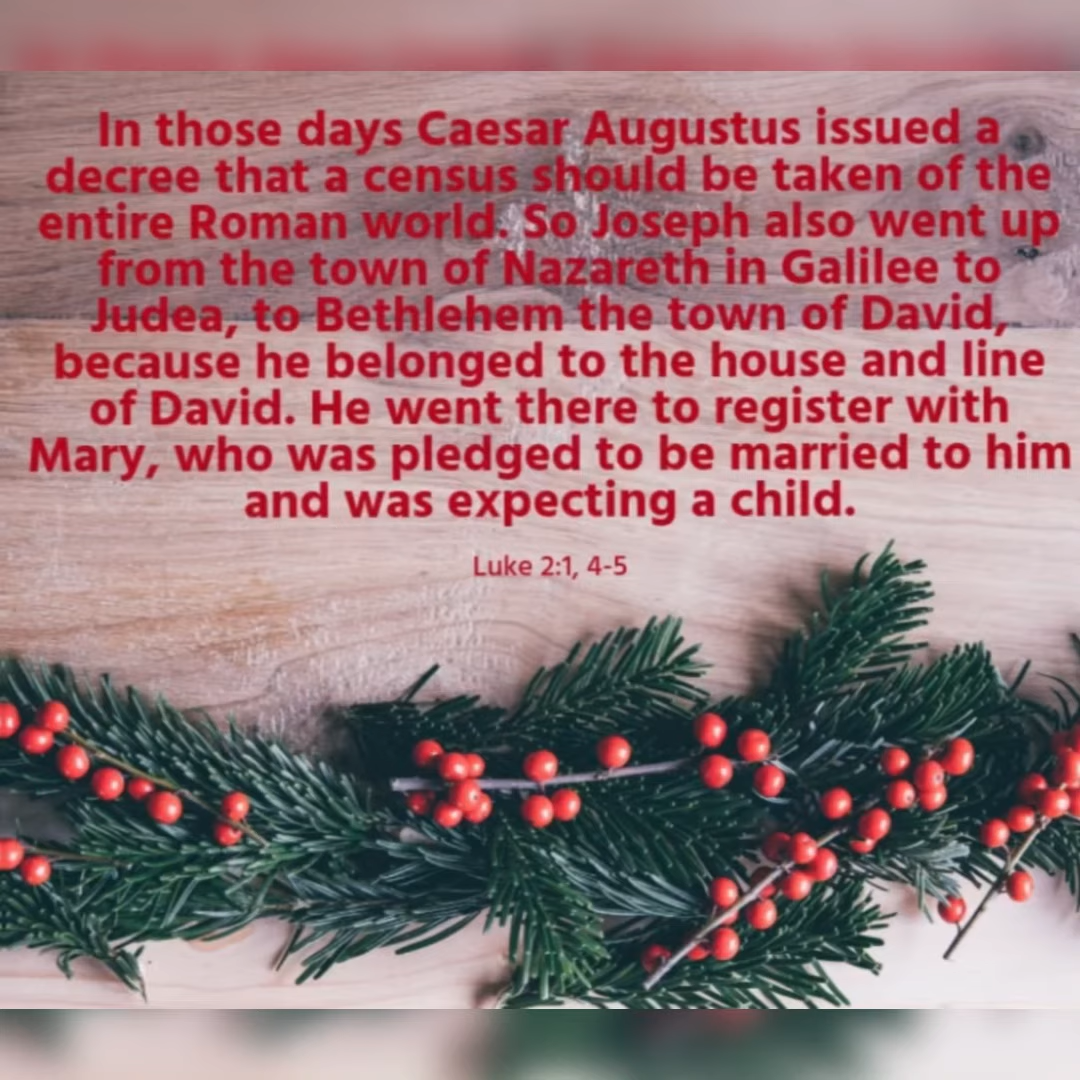 In those days Caesar Augustus issued a
decree that a census should be taken of the
entire Roman world. So Joseph also went up
from the town of Nazareth in Galilee to
Judea, to Bethlehem the town of David,
because he belonged to the house and line
of David. He went there to register with
Mary, who was pledged to be married to him
and was expecting a child.
Luke 2:1, 4-5